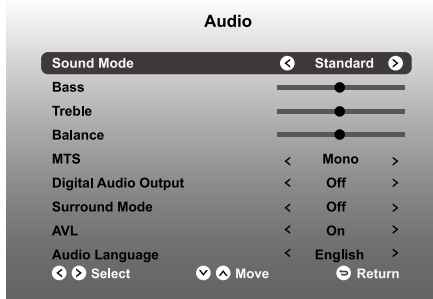 Audio
Sound Mode Standard
Bass
Treble
Balance
MTS Mono
Digital Audio Output Off
Surround Mode Off
AVL On
Audio Language English
Select Move Return